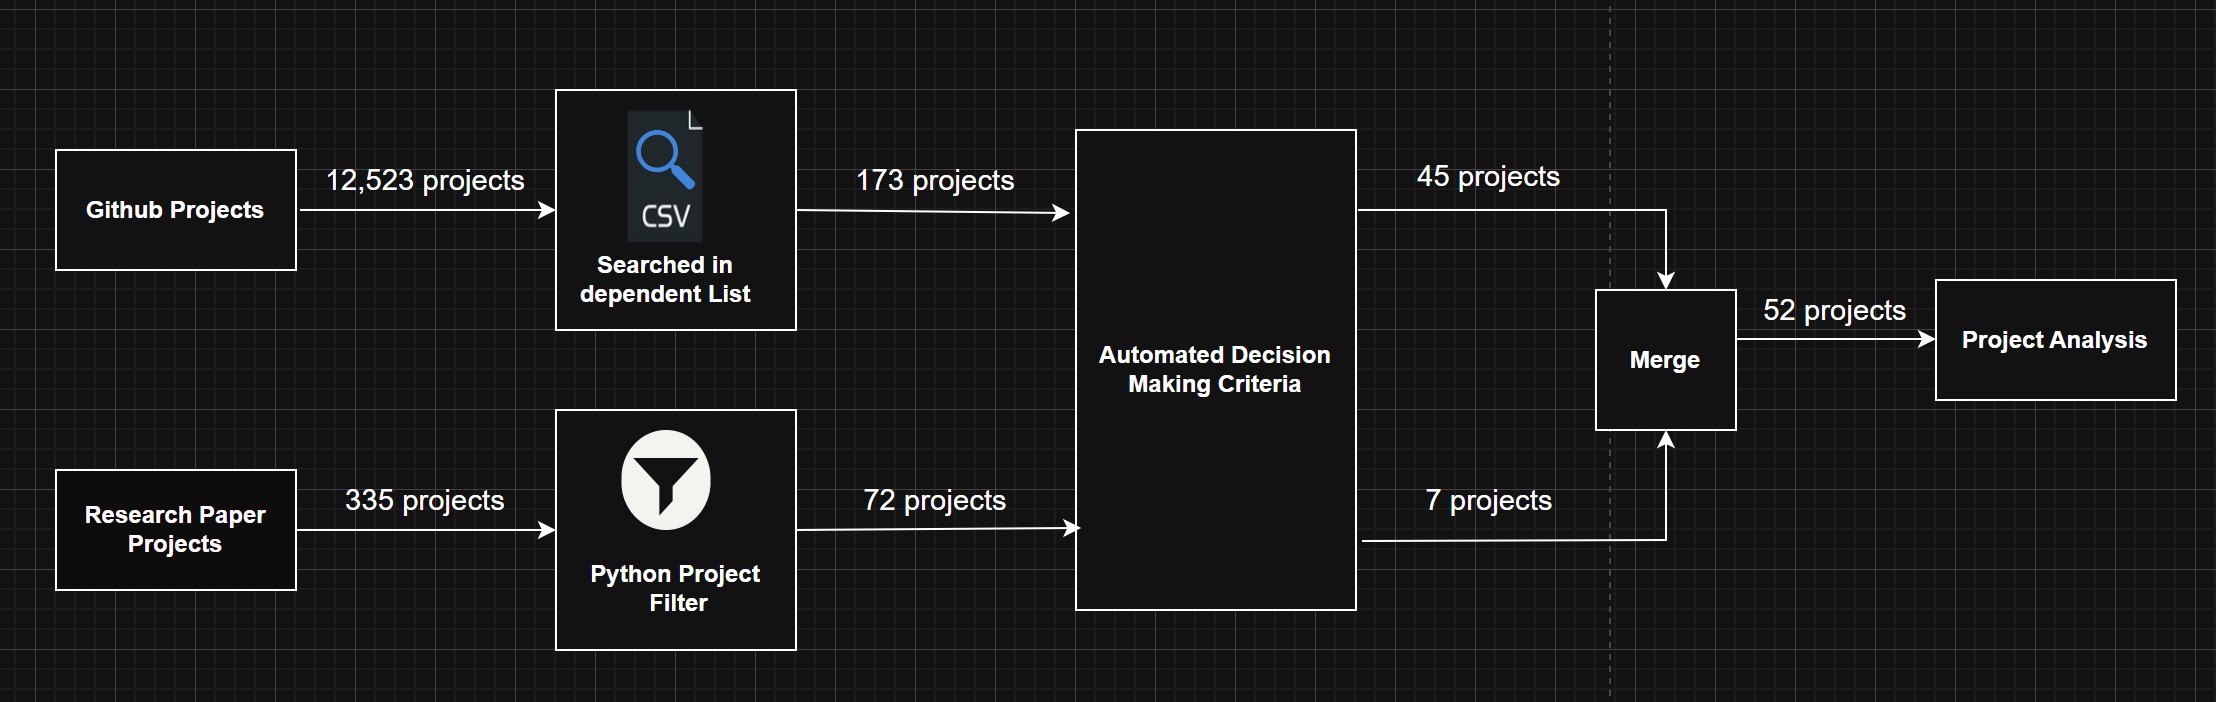 Github Projects
12,523 projects
CSV
Searched in
dependent List
173 projects
Research Paper
Projects
335 projects
Python Project
Filter
72 projects
Automated Decision
Making Criteria
45 projects
7 projects
Merge
52 projects
Project Analysis